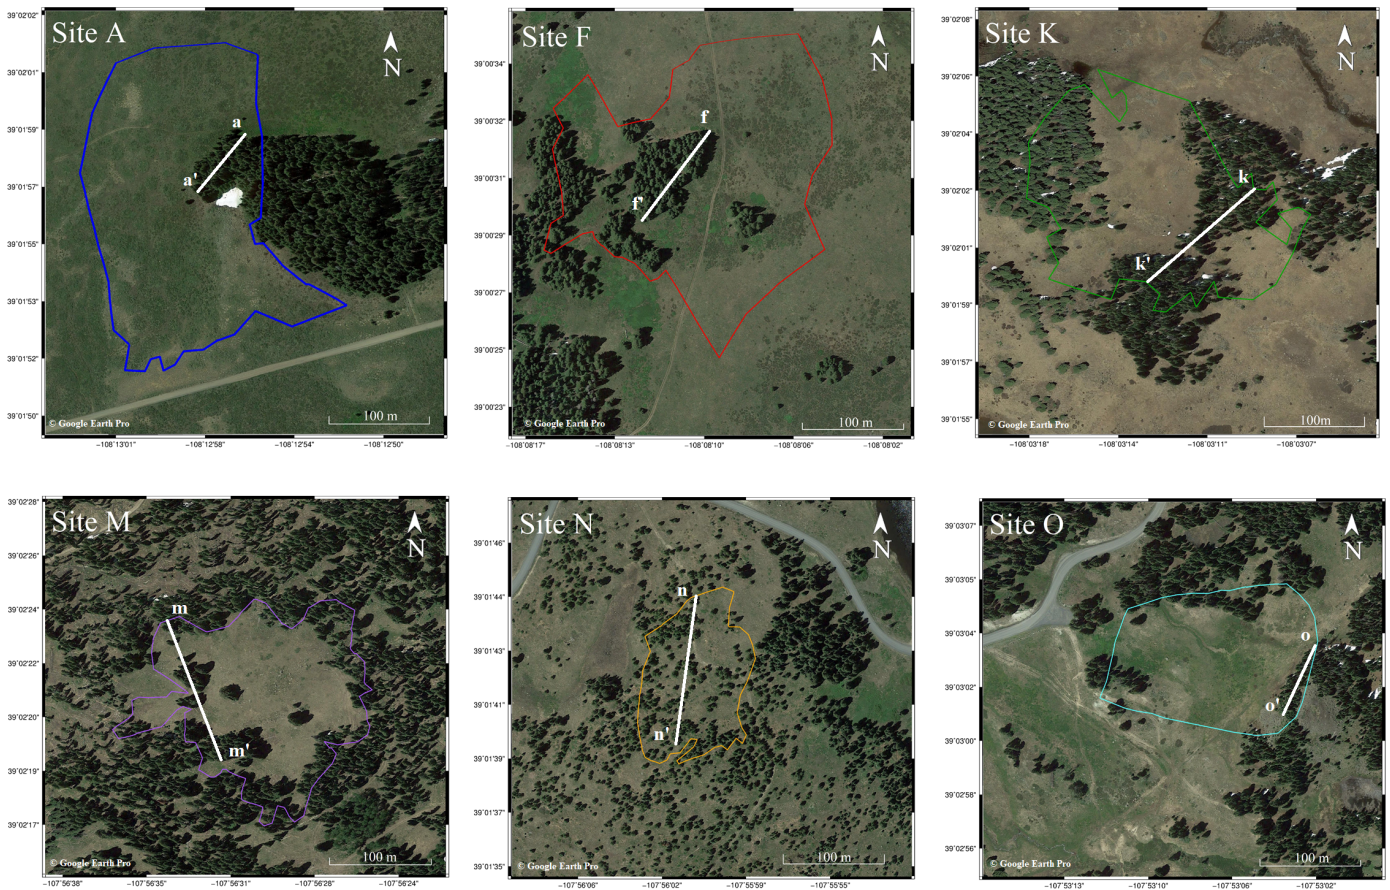 Site A
N
a
a'
100 m
© Google Earth Pro
39°02'02"
39°02'01"
39°01'59"
39°01'57"
39°01'55"
39°01'53"
39°01'52"
39°01'50"
−108°13'01" −108°12'58" −108°12'54" −108°12'50"
Site F
N
f
f'
100 m
© Google Earth Pro
39°00'34"
39°00'32"
39°00'31"
39°00'29"
39°00'27"
39°00'25"
39°00'23"
−108°08'17" −108°08'13" −108°08'10" −108°08'06" −108°08'02"
Site K
N
k
k'
100m
© Google Earth Pro
39°02'08"
39°02'06"
39°02'04"
39°02'02"
39°02'01"
39°01'59"
39°01'57"
39°01'55"
−108°03'18" −108°03'14" −108°03'11" −108°03'07"
Site M
N
m
m'
100 m
© Google Earth Pro
39°02'28"
39°02'26"
39°02'24"
39°02'22"
39°02'20"
39°02'19"
39°02'17"
−107°56'38" −107°56'35" −107°56'31" −107°56'28" −107°56'24"
Site N
N
n
n'
100 m
© Google Earth Pro
39°01'46"
39°01'44"
39°01'43"
39°01'41"
39°01'39"
39°01'37"
39°01'35"
−107°56'06" −107°56'02" −107°55'59" −107°55'55"
Site O
N
o
o'
100 m
© Google Earth Pro
39°03'07"
39°03'05"
39°03'04"
39°03'02"
39°03'00"
39°02'58"
39°02'56"
−107°53'13" −107°53'10" −107°53'06" −107°53'02"